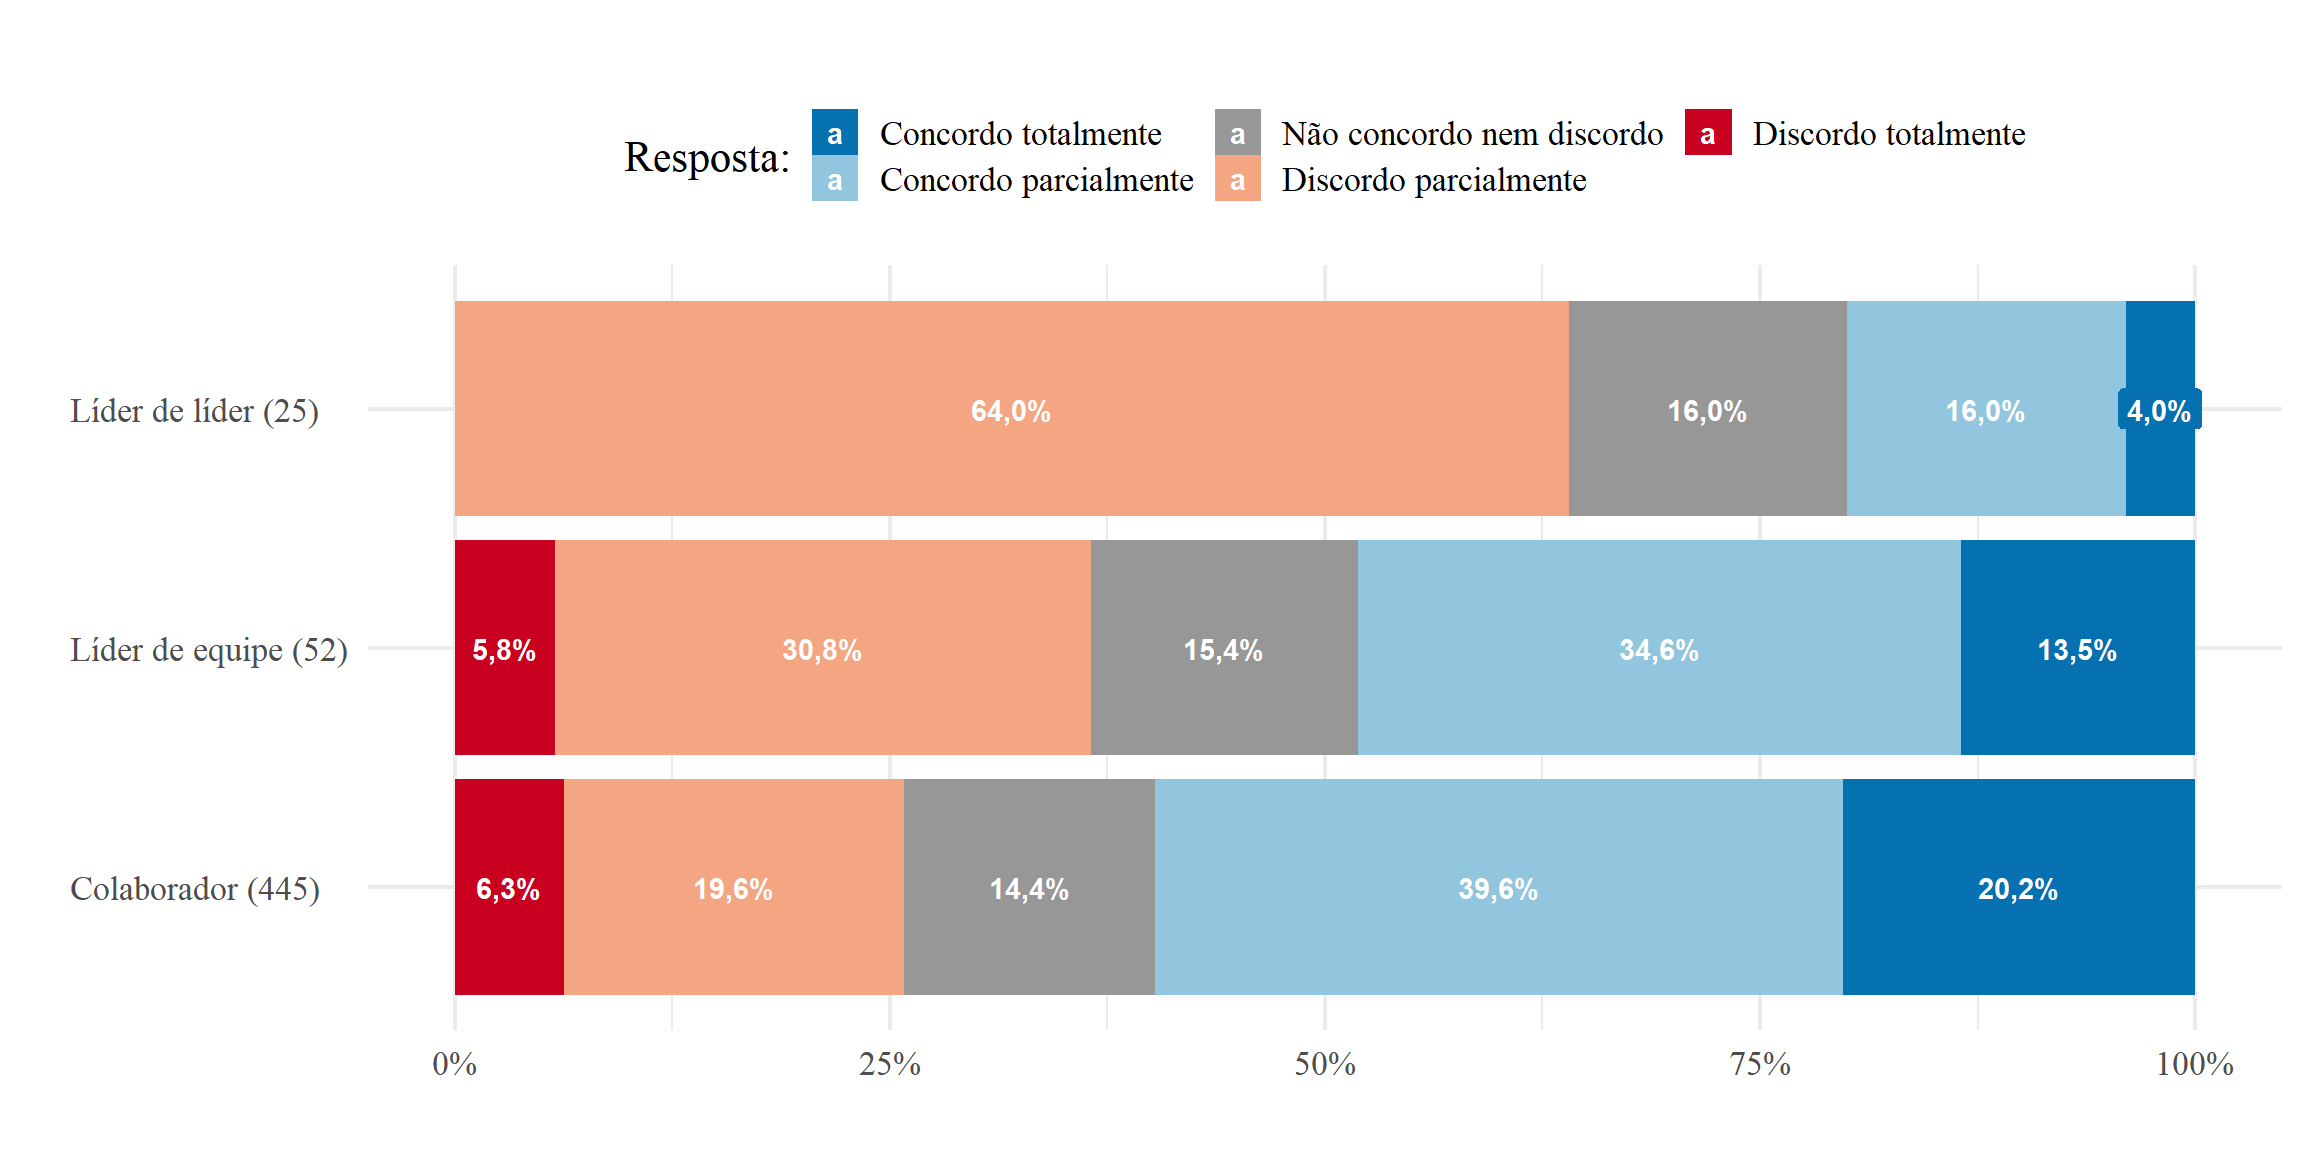 Resposta:
a Concordo totalmente
a Concordo parcialmente
a Não concordo nem discordo
a Discordo parcialmente
a Discordo totalmente
Líder de líder (25)
64,0% 16,0% 16,0% 4,0%
Líder de equipe (52)
5,8% 30,8% 15,4% 34,6% 13,5%
Colaborador (445)
6,3% 19,6% 14,4% 39,6% 20,2%
0% 25% 50% 75% 100%